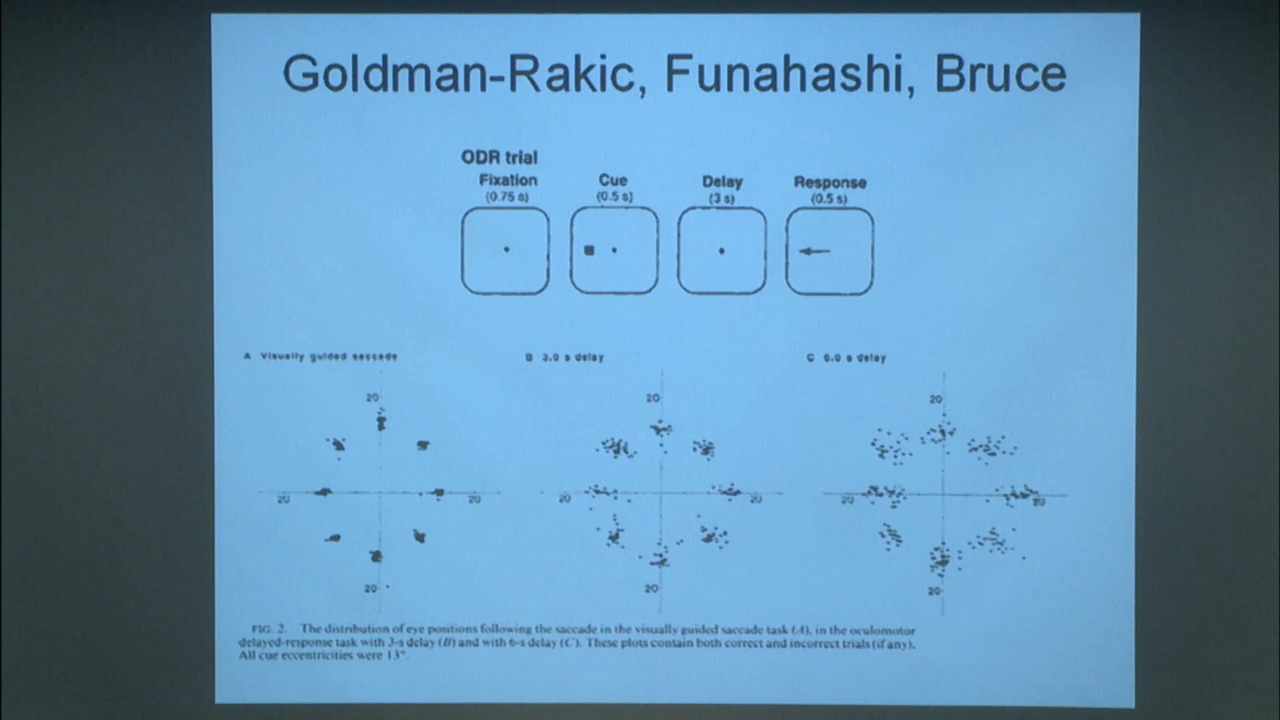 Goldman-Rakic, Funahashi, Bruce
ODR trial
Fixation Cue Delay Response
(0.75 s) (0.5 s) (3 s) (0.5 s)
A Visually guided saccade B 3.0 s delay C 6.0 s delay
20 20 20
20 20 20 20 20 20
20 20 20
FIG. 2. The distribution of eye positions following the saccade in the visually guided saccade task (A), in the oculomotor
delayed-response task with 3-s delay (B) and with 6-s delay (C). These plots contain both correct and incorrect trials (if any).
All cue eccentricities were 13°.